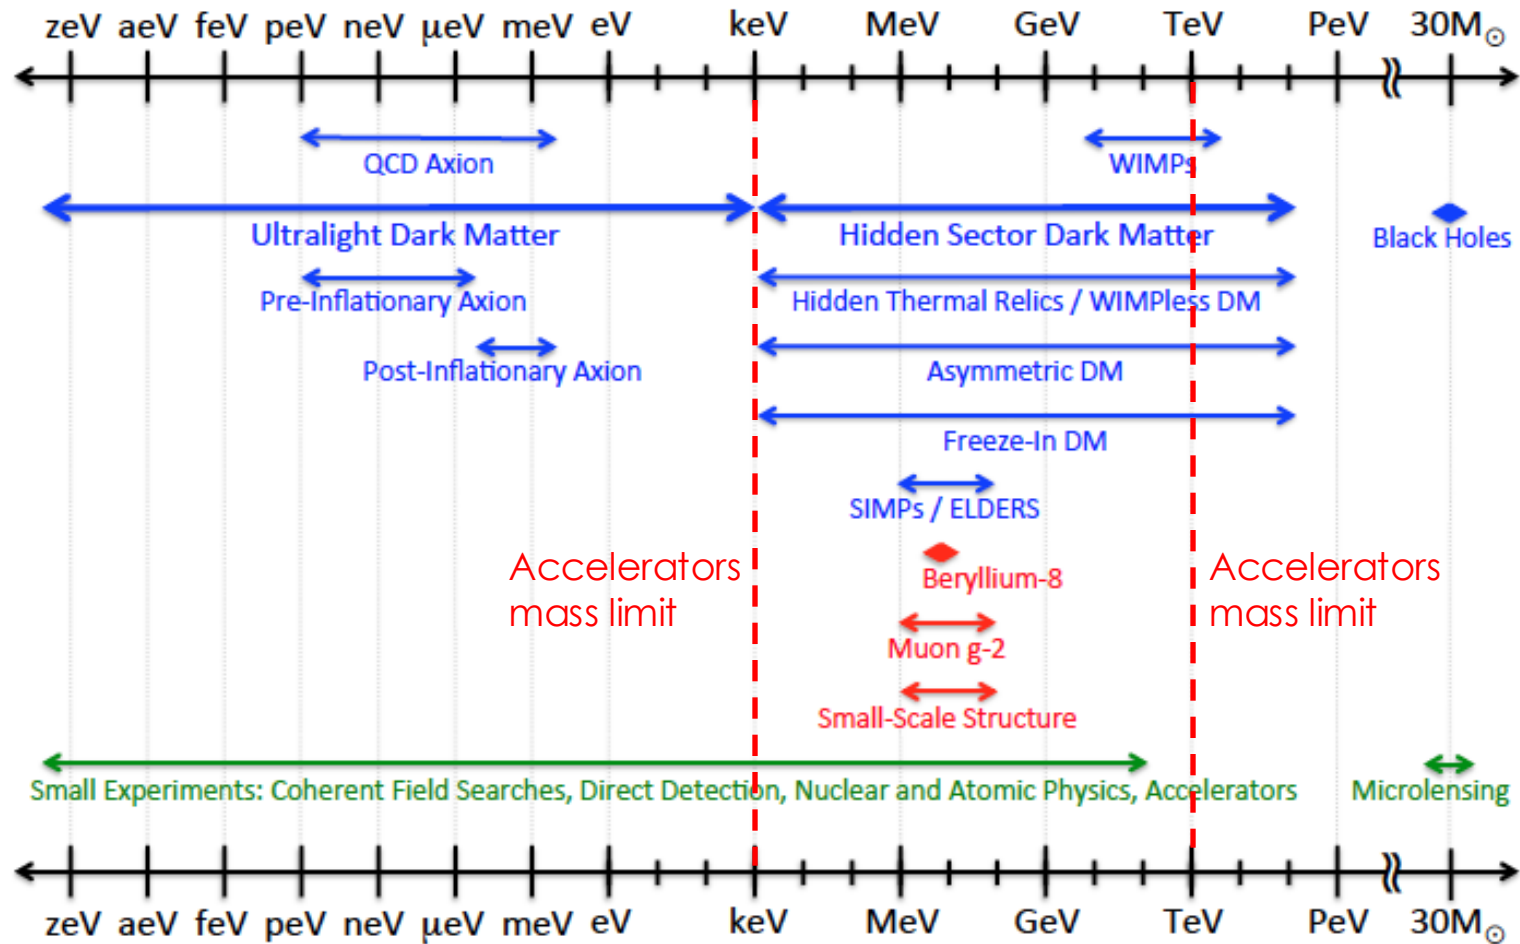 zeV aeV feV peV neV μeV meV eV keV MeV GeV TeV PeV 30M☉
QCD Axion
WIMPs
Ultralight Dark Matter
Hidden Sector Dark Matter
Black Holes
Pre-Inflationary Axion
Hidden Thermal Relics / WIMPless DM
Post-Inflationary Axion
Asymmetric DM
Freeze-In DM
SIMPs / ELDERS
Accelerators
mass limit
Beryllium-8
Accelerators
mass limit
Muon g-2
Small-Scale Structure
Small Experiments: Coherent Field Searches, Direct Detection, Nuclear and Atomic Physics, Accelerators
Microlensing
zeV aeV feV peV neV μeV meV eV keV MeV GeV TeV PeV 30M☉